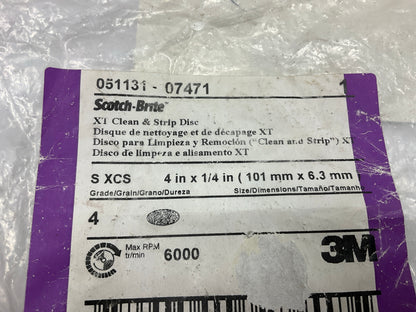 051131 - 07471 1
Scotch-Brite™
XT Clean & Strip Disc
Disque de nettoyage et de décapage XT
Disco para Limpieza y Remoción ("Clean and Strip") XT
Disco de limpeza e alisamento XT
S XCS 4 in x 1/4 in ( 101 mm x 6.3 mm
Grade/Grain/Grano/Dureza Size/Dimensions/Tamaño/Tamanho
4
Max RPM
tr/min 6000
3M